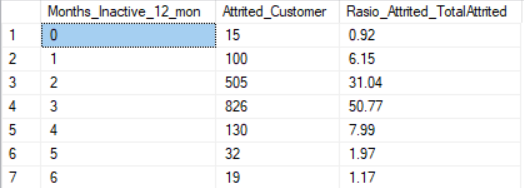 Months_Inactive_12_mon Attrited_Customer Rasio_Attrited_TotalAttrited
1 0 15 0.92
2 1 100 6.15
3 2 505 31.04
4 3 826 50.77
5 4 130 7.99
6 5 32 1.97
7 6 19 1.17